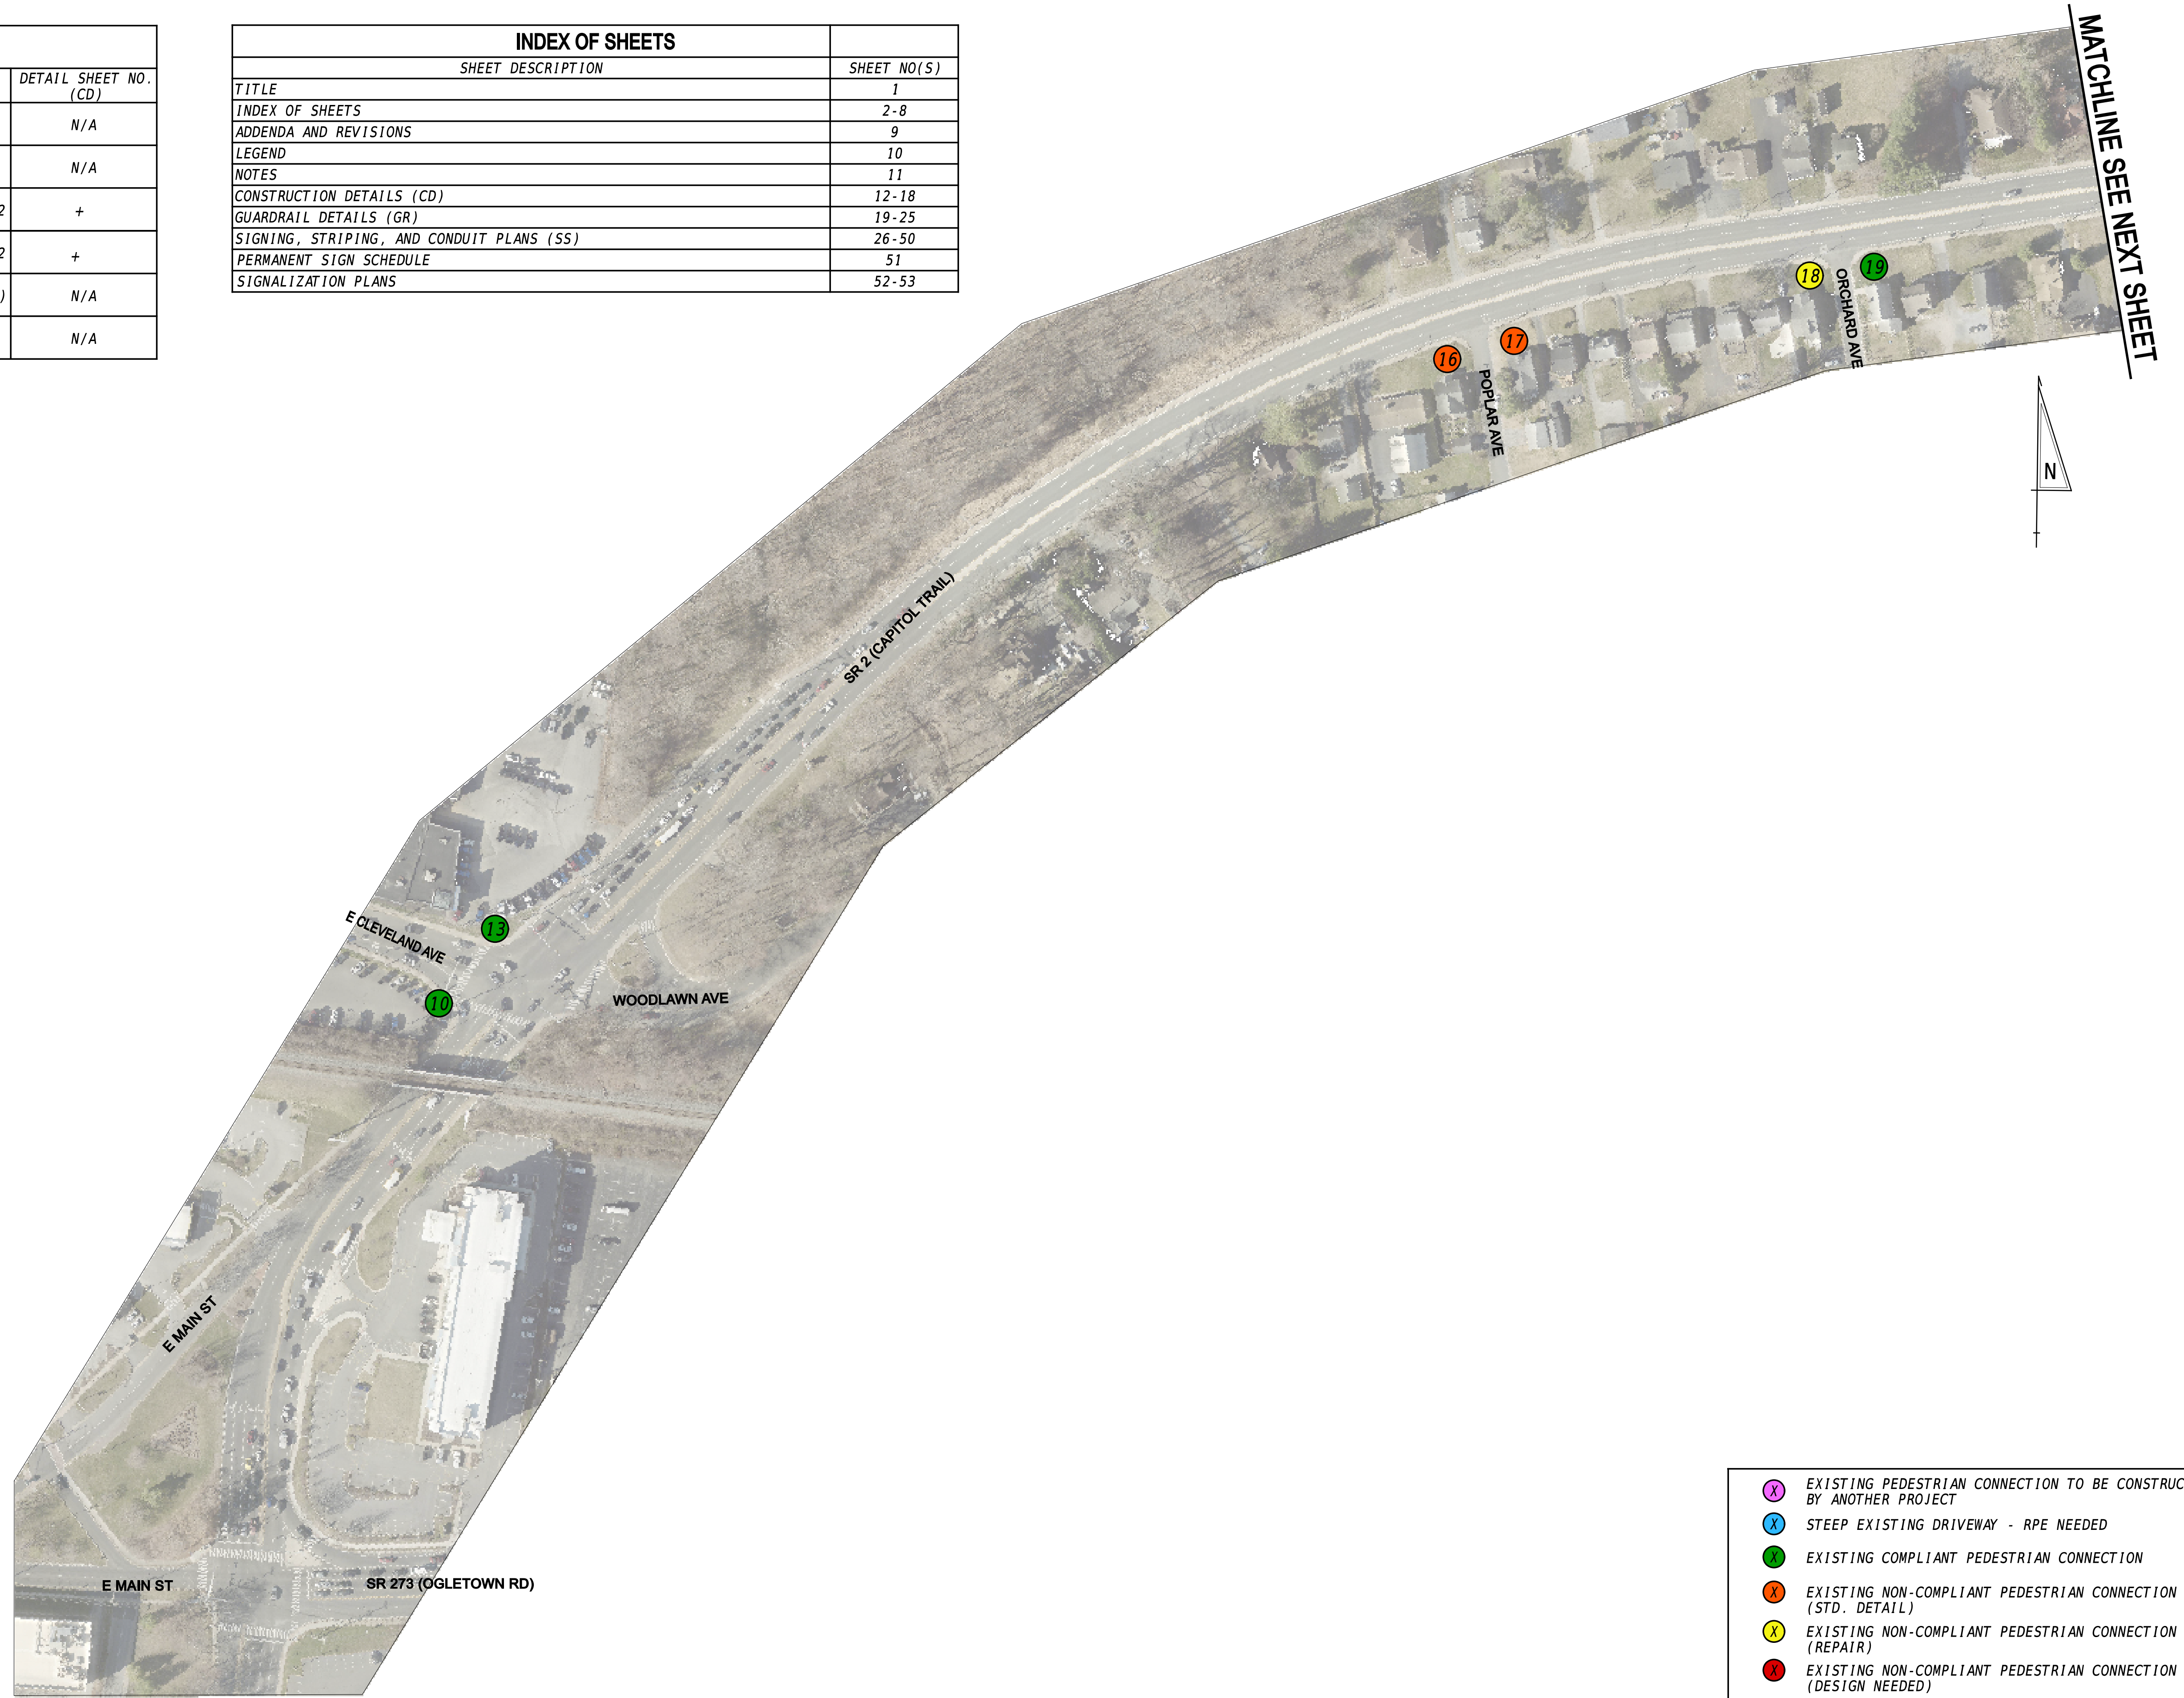 DETAIL SHEET NO.
(CD)
N/A
N/A
2 +
2 +
) N/A
N/A
INDEX OF SHEETS
SHEET DESCRIPTION SHEET NO(S)
TITLE 1
INDEX OF SHEETS 2-8
ADDENDA AND REVISIONS 9
LEGEND 10
NOTES 11
CONSTRUCTION DETAILS (CD) 12-18
GUARDRAIL DETAILS (GR) 19-25
SIGNING, STRIPING, AND CONDUIT PLANS (SS) 26-50
PERMANENT SIGN SCHEDULE 51
SIGNALIZATION PLANS 52-53
MATCHLINE SEE NEXT SHEET
19
18
ORCHARD AVE
17
16
POPLAR AVE
N
SR 2 (CAPITOL TRAIL)
13
E CLEVELAND AVE
10
WOODLAWN AVE
E MAIN ST
E MAIN ST
SR 273 (OGLETOWN RD)
X EXISTING PEDESTRIAN CONNECTION TO BE CONSTRUC
BY ANOTHER PROJECT
X STEEP EXISTING DRIVEWAY - RPE NEEDED
X EXISTING COMPLIANT PEDESTRIAN CONNECTION
X EXISTING NON-COMPLIANT PEDESTRIAN CONNECTION
(STD. DETAIL)
X EXISTING NON-COMPLIANT PEDESTRIAN CONNECTION
(REPAIR)
X EXISTING NON-COMPLIANT PEDESTRIAN CONNECTION
(DESIGN NEEDED)